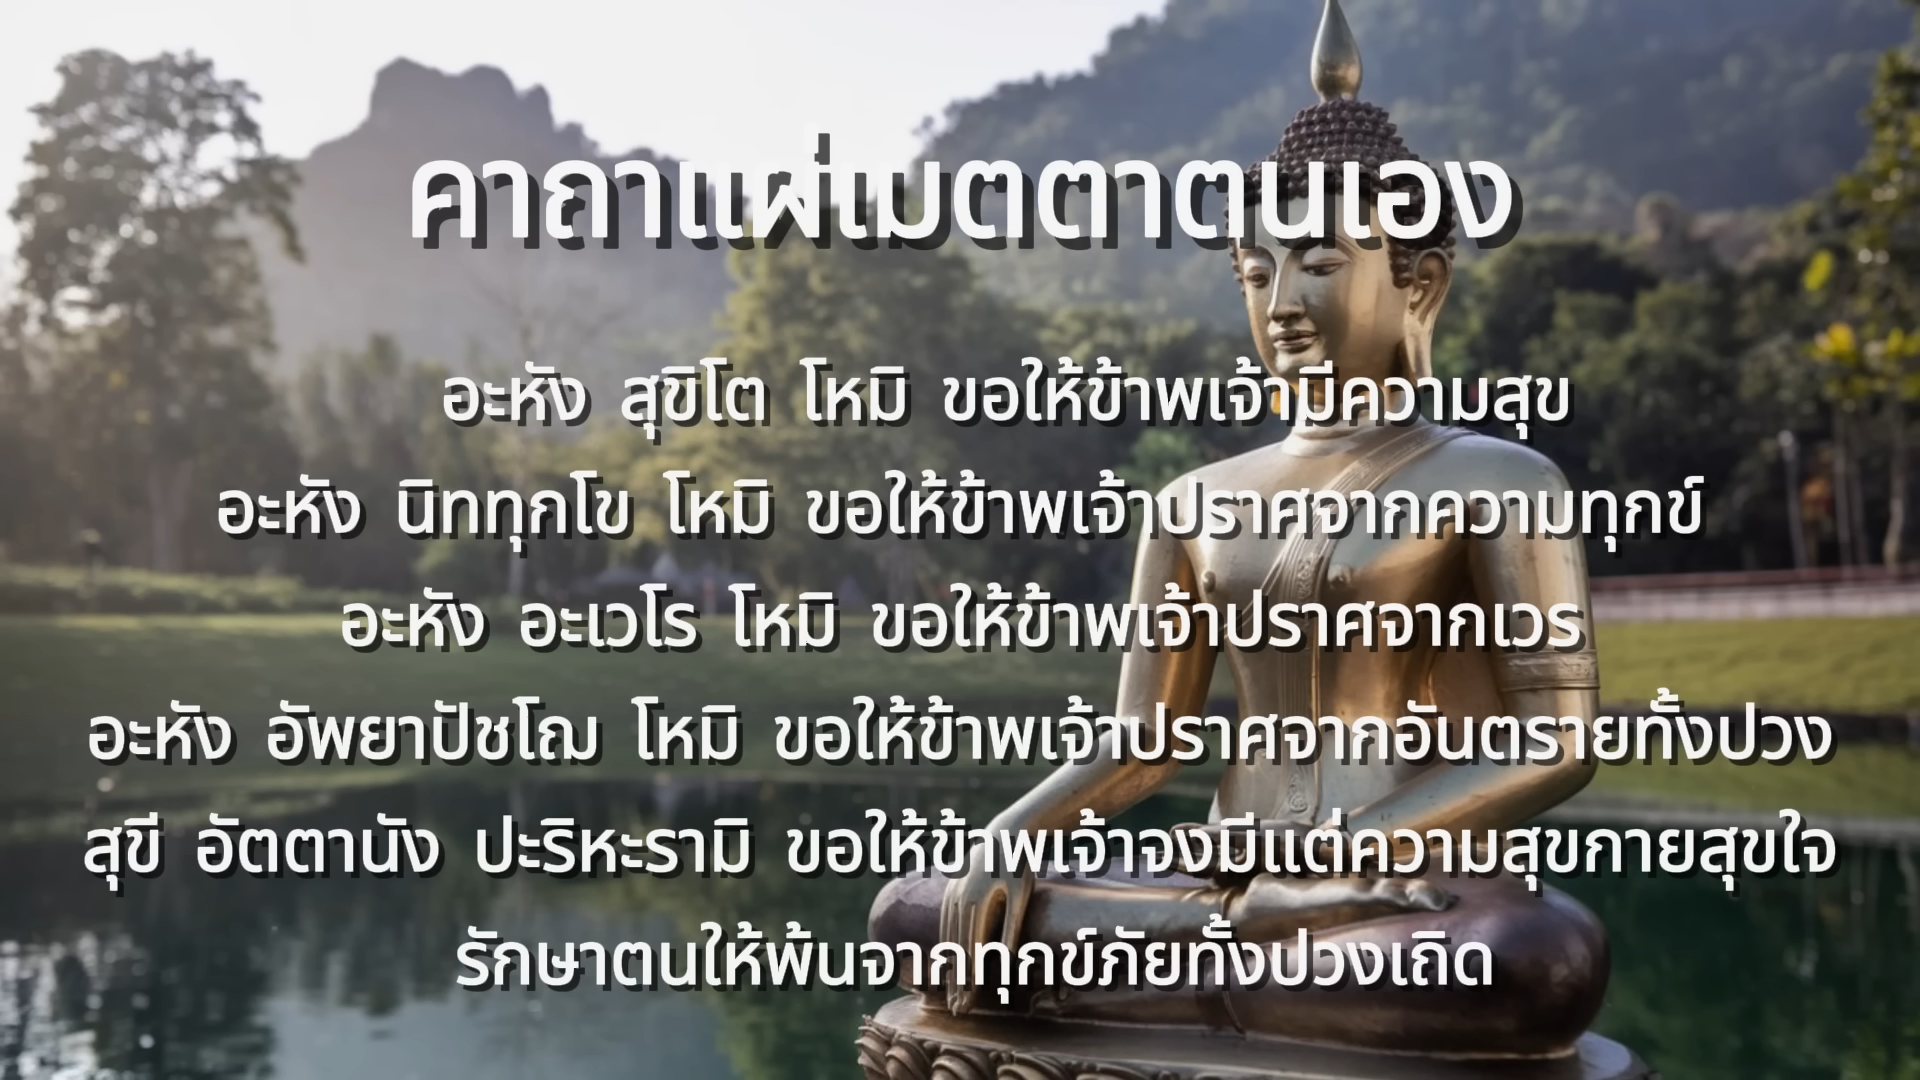 คาถาแผ่เมตตาตนเอง
อะหัง สุขิโต โหมิ ขอให้ข้าพเจ้ามีความสุข
อะหัง นิททุกโข โหมิ ขอให้ข้าพเจ้าปราศจากความทุกข์
อะหัง อะเวโร โหมิ ขอให้ข้าพเจ้าปราศจากเวร
อะหัง อัพยาปัชโฌ โหมิ ขอให้ข้าพเจ้าปราศจากอันตรายทั้งปวง
สุขี อัตตานัง ปะริหะรามิ ขอให้ข้าพเจ้าจงมีแต่ความสุขกายสุขใจ
รักษาตนให้พ้นจากทุกข์ภัยทั้งปวงเถิด